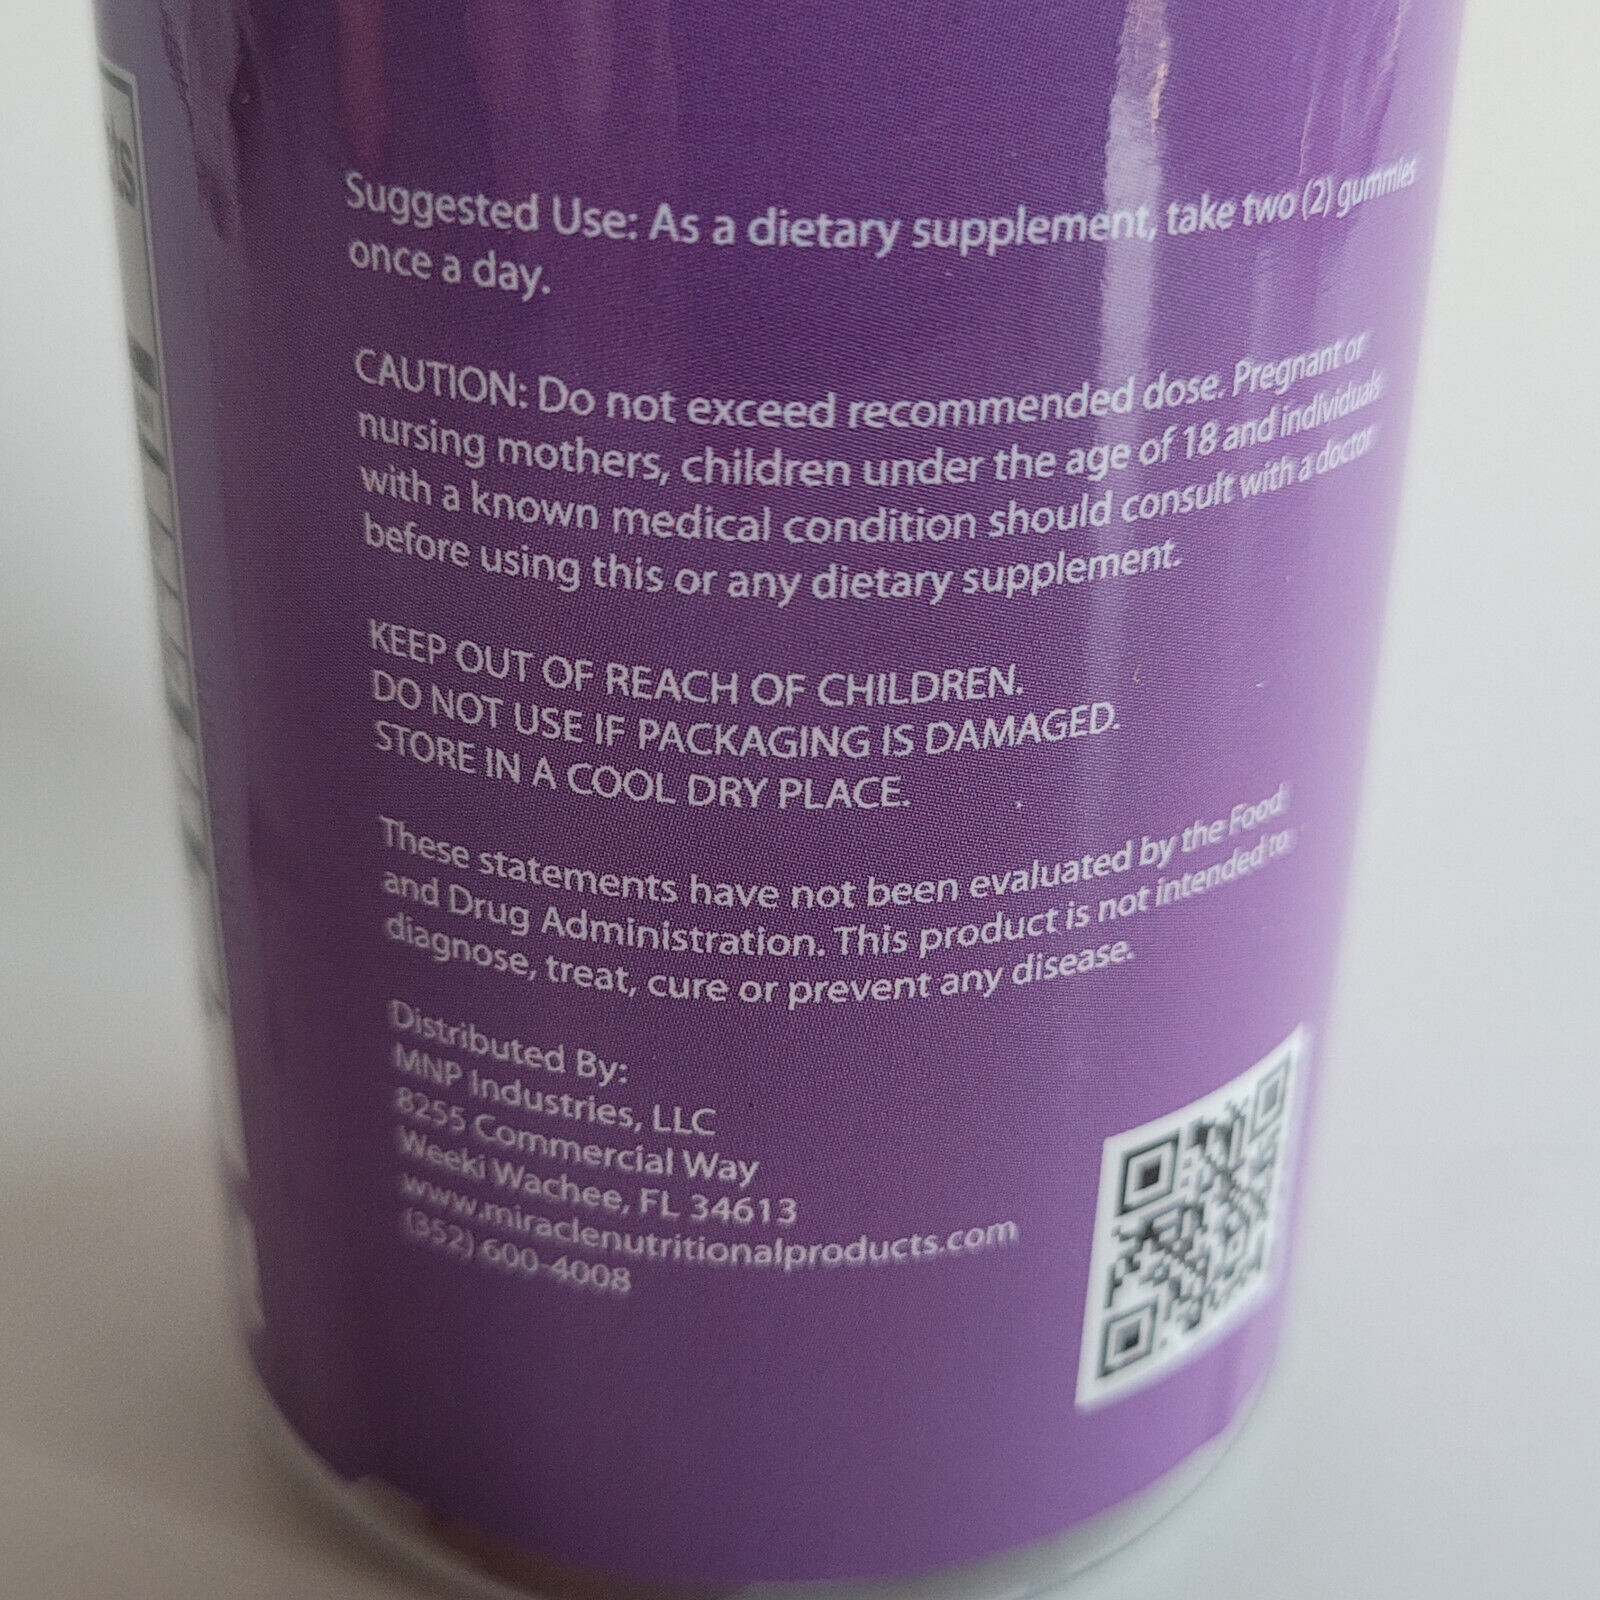 Suggested Use: As a dietary supplement, take two (2) gummies
once a day.
CAUTION: Do not exceed recommended dose. Pregnant or
nursing mothers, children under the age of 18 and individuals
with a known medical condition should consult with a doctor
before using this or any dietary supplement.
KEEP OUT OF REACH OF CHILDREN.
DO NOT USE IF PACKAGING IS DAMAGED.
STORE IN A COOL DRY PLACE.
These statements have not been evaluated by the Food
and Drug Administration. This product is not intended to
diagnose, treat, cure or prevent any disease.
Distributed By:
MNP Industries, LLC
8255 Commercial Way
Weeki Wachee, FL 34613
www.miraclenutritionalproducts.com
(352) 600-4008